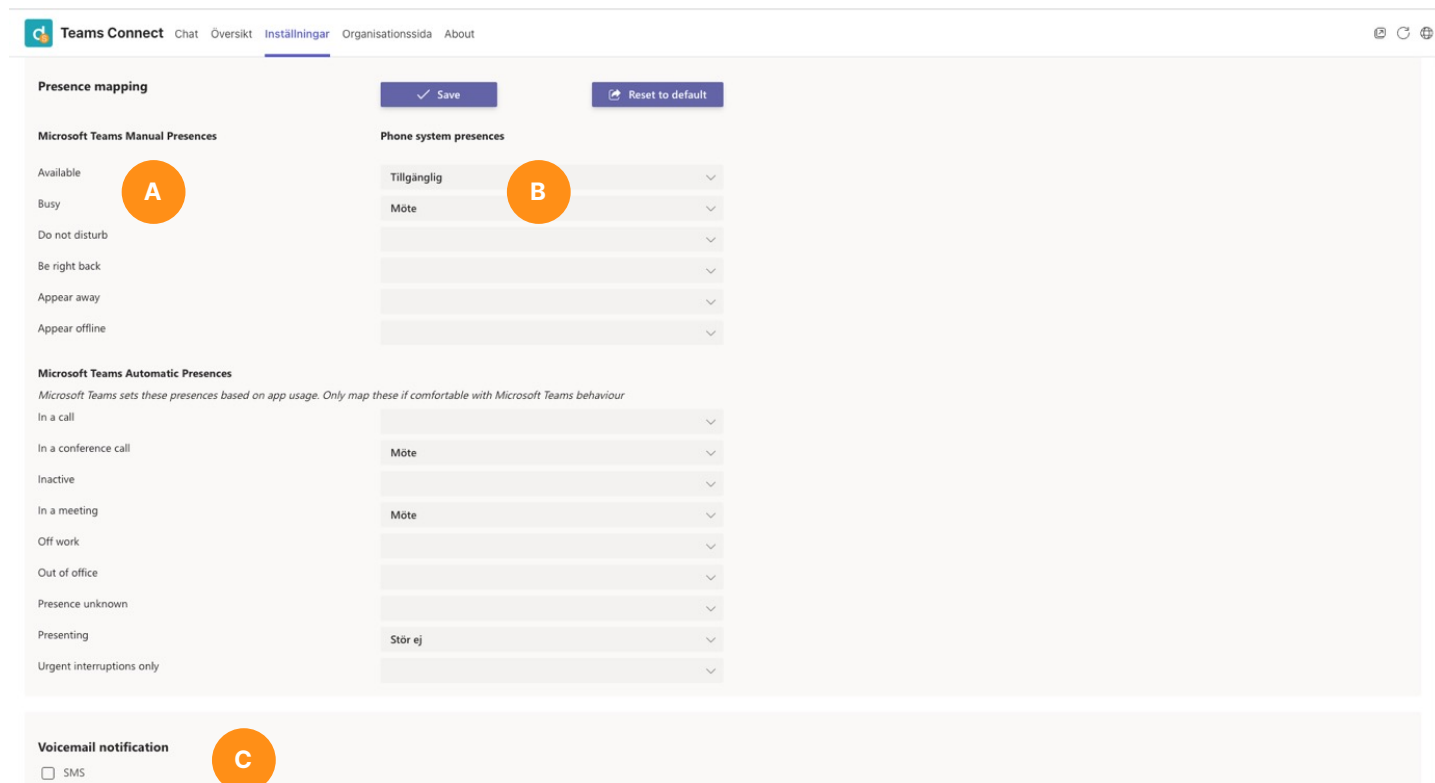 Teams Connect Chat Översikt Inställningar Organisationssida About
Presence mapping Save Reset to default
Microsoft Teams Manual Presences Phone system presences
Available Tillgänglig
A B
Busy Möte
Do not disturb
Be right back
Appear away
Appear offline
Microsoft Teams Automatic Presences
Microsoft Teams sets these presences based on app usage. Only map these if comfortable with Microsoft Teams behaviour
In a call
In a conference call Möte
Inactive
In a meeting Möte
Off work
Out of office
Presence unknown
Presenting Stör ej
Urgent interruptions only
Voicemail notification C
SMS